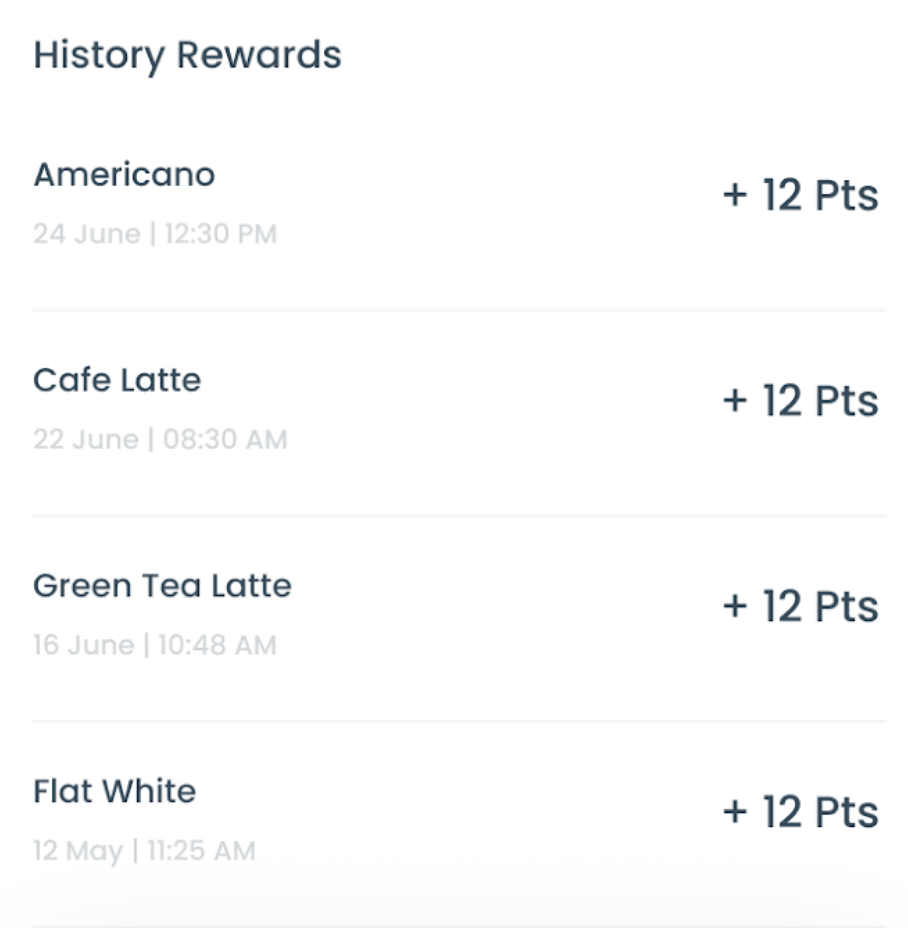 History Rewards
Americano
+ 12 Pts
24 June | 12:30 PM
Cafe Latte
+ 12 Pts
22 June | 08:30 AM
Green Tea Latte
+ 12 Pts
16 June | 10:48 AM
Flat White
+ 12 Pts
12 May | 11:25 AM